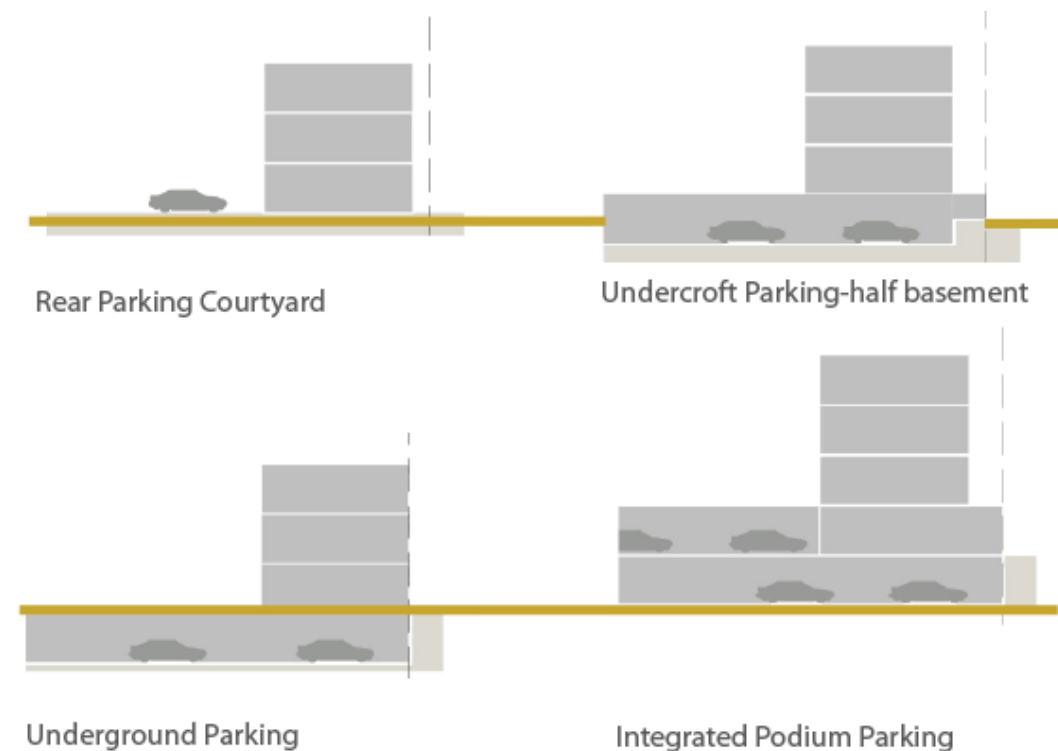 Rear Parking Courtyard
Undercroft Parking-half basement
Underground Parking
Integrated Podium Parking